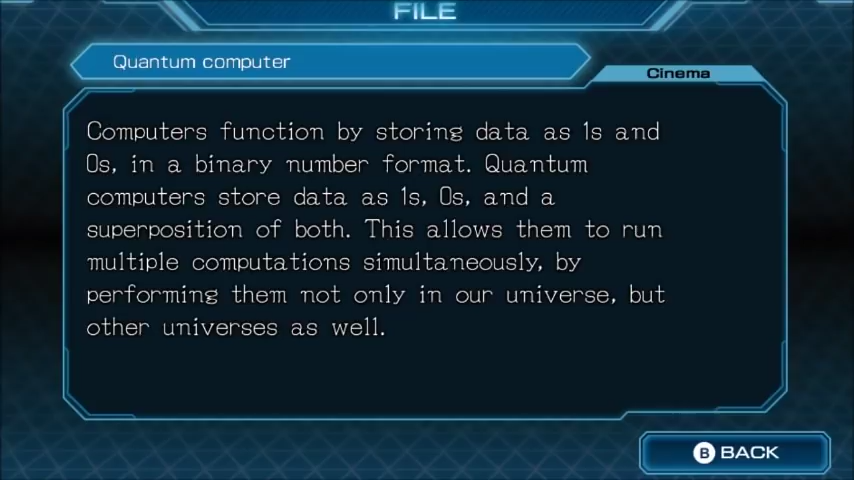 FILE
Quantum computer
Cinema
Computers function by storing data as 1s and
0s, in a binary number format. Quantum
computers store data as 1s, 0s, and a
superposition of both. This allows them to run
multiple computations simultaneously, by
performing them not only in our universe, but
other universes as well.
B BACK